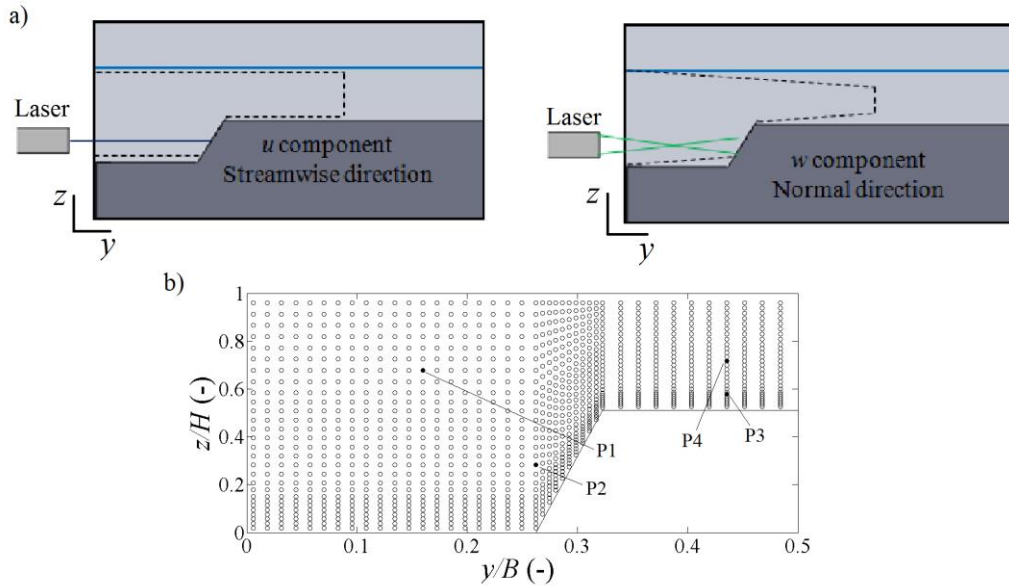 a)
Laser
u component
Streamwise direction
z
y
Laser
w component
Normal direction
z
y
b)
1
0.8
0.6
0.4
0.2
0
z/H (-)
P4
P3
P1
P2
0
0.1
0.2
0.3
0.4
0.5
y/B (-)